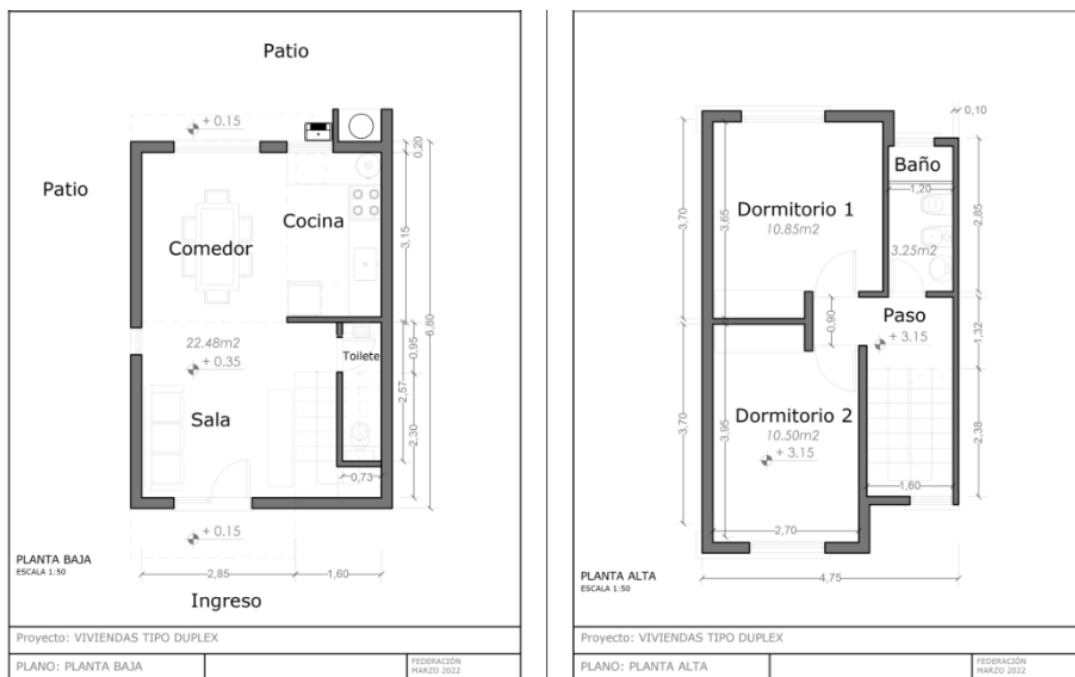 Patio
+ 0.15
0,20
Patio
Cocina
Comedor
3,15
6,80
22.48m2
+ 0.35
Toilete
0,95
2,57
Sala
2,30
0,73
+ 0.15
PLANTA BAJA
ESCALA 1:50
2,85
1,60
Ingreso
Proyecto: VIVIENDAS TIPO DUPLEX
PLANO: PLANTA BAJA
FEDERACIÓN
MARZO 2022
0,10
Baño
1,20
Dormitorio 1
10.85m2
3,70
3,65
2,85
3.25m2
Paso
+ 3.15
0,90
1,32
Dormitorio 2
10.50m2
+ 3.15
3,70
3,95
2,38
1,60
2,70
4,75
PLANTA ALTA
ESCALA 1:50
Proyecto: VIVIENDAS TIPO DUPLEX
PLANO: PLANTA ALTA
FEDERACIÓN
MARZO 2022